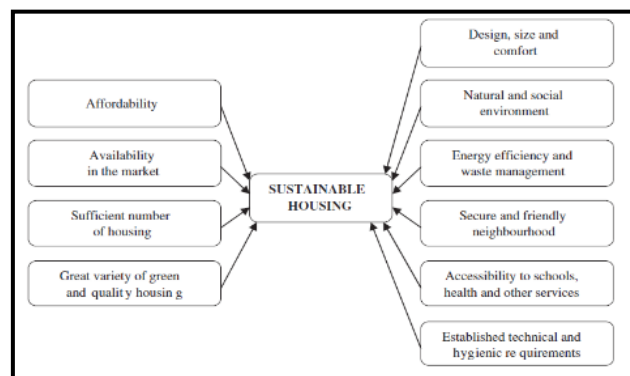 Affordability
Availability
in the market
Sufficient number
of housing
Great variety of green
and quality housin g
SUSTAINABLE
HOUSING
Design, size and
comfort
Natural and social
environment
Energy efficiency and
waste management
Secure and friendly
neighbourhood
Accessibility to schools,
health and other services
Established technical and
hygienic re quirements